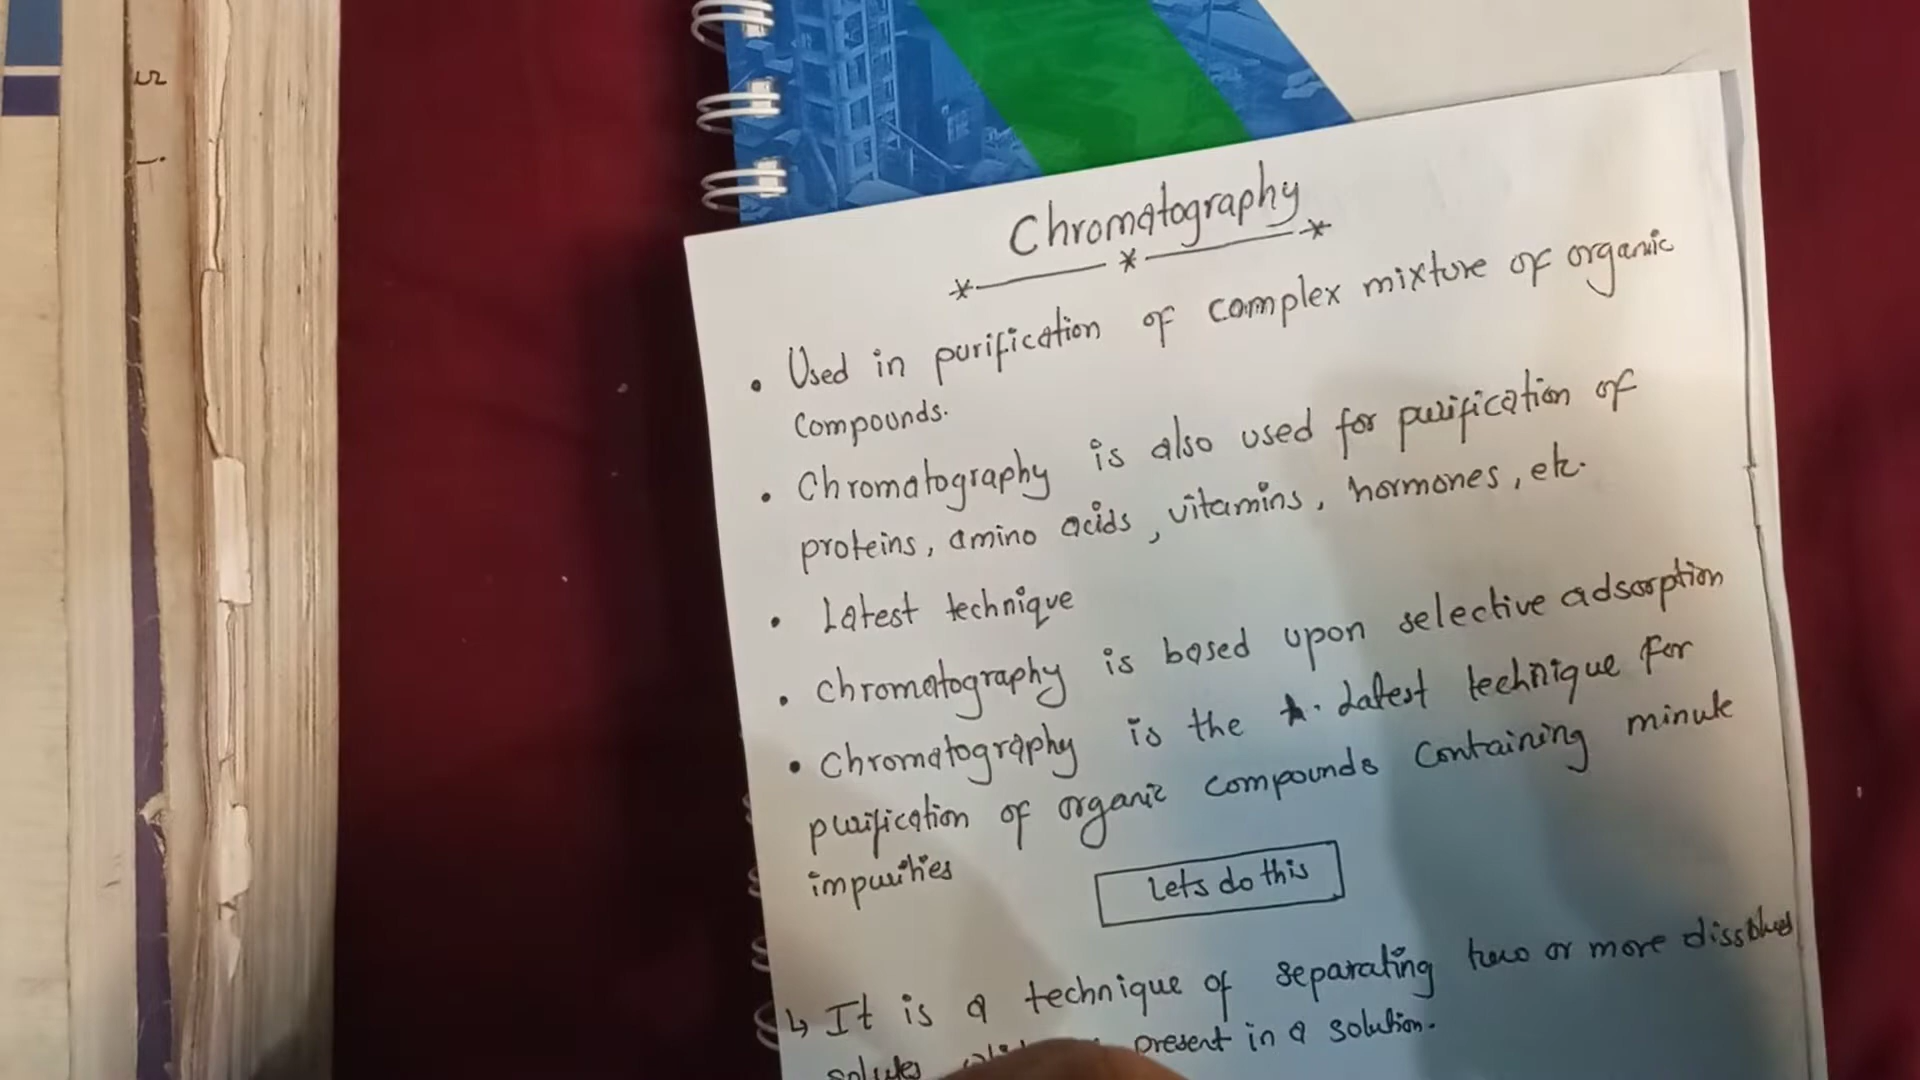 Chromatography
• Used in purification of complex mixture of organic
compounds.
• Chromatography is also used for purification of
proteins, amino acids, vitamins, hormones, etc.
• Latest technique
• chromatography is based upon selective adsorption
• chromatography is the Latest technique for
purification of organic compounds containing minute
impurities
Lets do this
↳ It is a technique of separating two or more dissolved
solutes present in a solution.